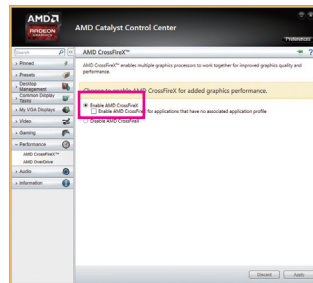 AMD
RADEON
GRAPHICS
AMD Catalyst Control Center
Preferences
Search
AMD CrossFireX™
Pinned
AMD CrossFireX™ enables multiple graphics processors to work together for improved graphics quality and
performance.
Presets
Desktop
Management
Choose to enable AMD CrossFireX for added graphics performance.
Common Display
Tasks
My VGA Displays
Enable AMD CrossFireX
Enable AMD CrossFireX for applications that have no associated application profile
Disable AMD CrossFireX
Video
Gaming
Performance
AMD CrossFireX™
AMD OverDrive
Audio
Information
Discard
Apply